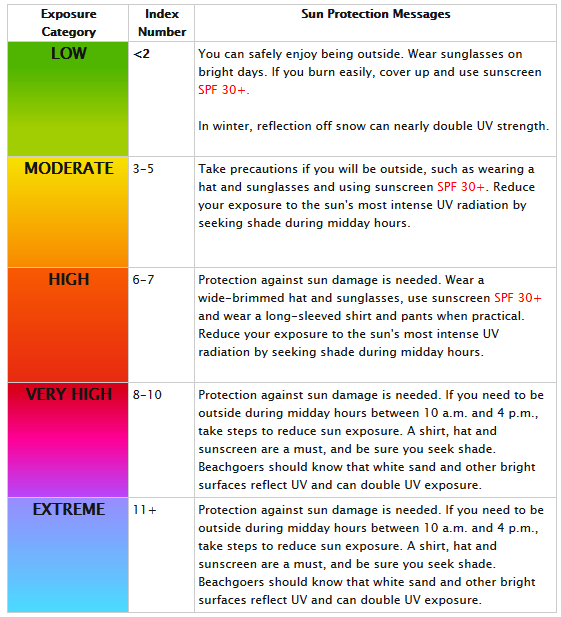 Exposure Category
Index Number
Sun Protection Messages
LOW
<2
You can safely enjoy being outside. Wear sunglasses on
bright days. If you burn easily, cover up and use sunscreen
SPF 30+.
In winter, reflection off snow can nearly double UV strength.
MODERATE
3-5
Take precautions if you will be outside, such as wearing a
hat and sunglasses and using sunscreen SPF 30+. Reduce
your exposure to the sun's most intense UV radiation by
seeking shade during midday hours.
HIGH
6-7
Protection against sun damage is needed. Wear a
wide-brimmed hat and sunglasses, use sunscreen SPF 30+
and wear a long-sleeved shirt and pants when practical.
Reduce your exposure to the sun's most intense UV
radiation by seeking shade during midday hours.
VERY HIGH
8-10
Protection against sun damage is needed. If you need to be
outside during midday hours between 10 a.m. and 4 p.m.,
take steps to reduce sun exposure. A shirt, hat and
sunscreen are a must, and be sure you seek shade.
Beachgoers should know that white sand and other bright
surfaces reflect UV and can double UV exposure.
EXTREME
11+
Protection against sun damage is needed. If you need to be
outside during midday hours between 10 a.m. and 4 p.m.,
take steps to reduce sun exposure. A shirt, hat and
sunscreen are a must, and be sure you seek shade.
Beachgoers should know that white sand and other bright
surfaces reflect UV and can double UV exposure.